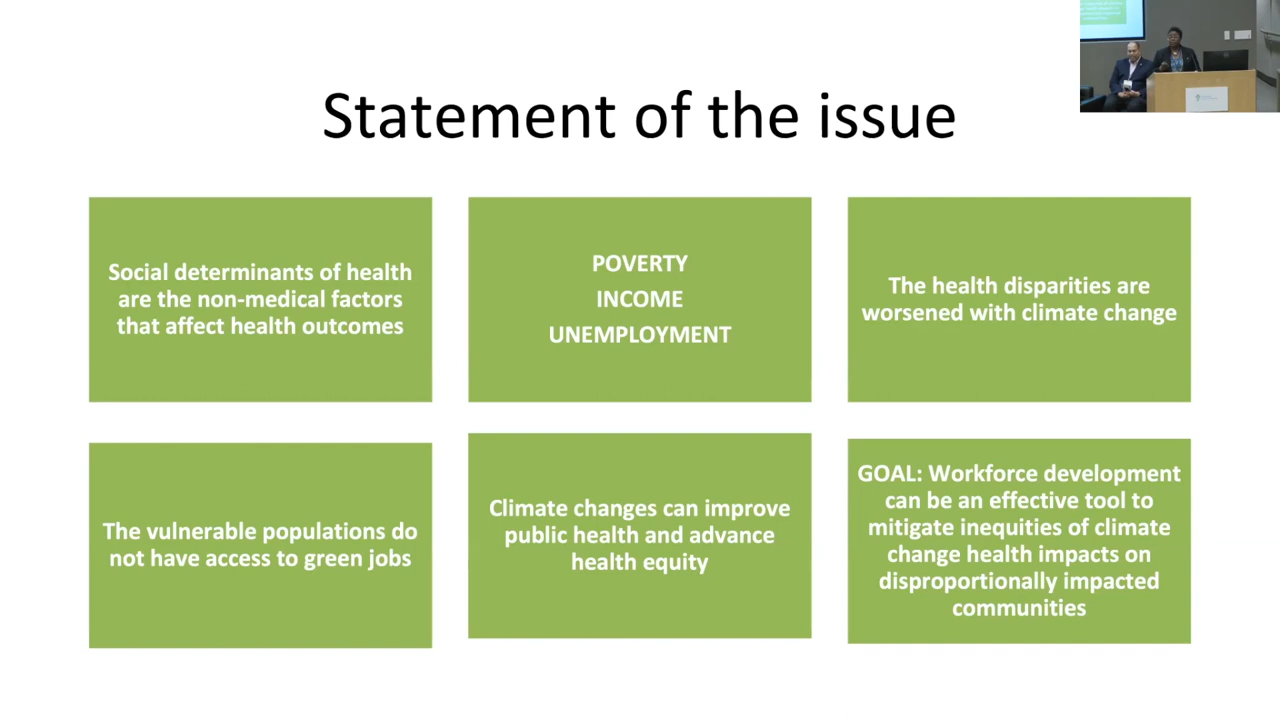 Statement of the issue
Social determinants of health
are the non-medical factors
that affect health outcomes
POVERTY
INCOME
UNEMPLOYMENT
The health disparities are
worsened with climate change
The vulnerable populations do
not have access to green jobs
Climate changes can improve
public health and advance
health equity
GOAL: Workforce development
can be an effective tool to
mitigate inequities of climate
change health impacts on
disproportionally impacted
communities